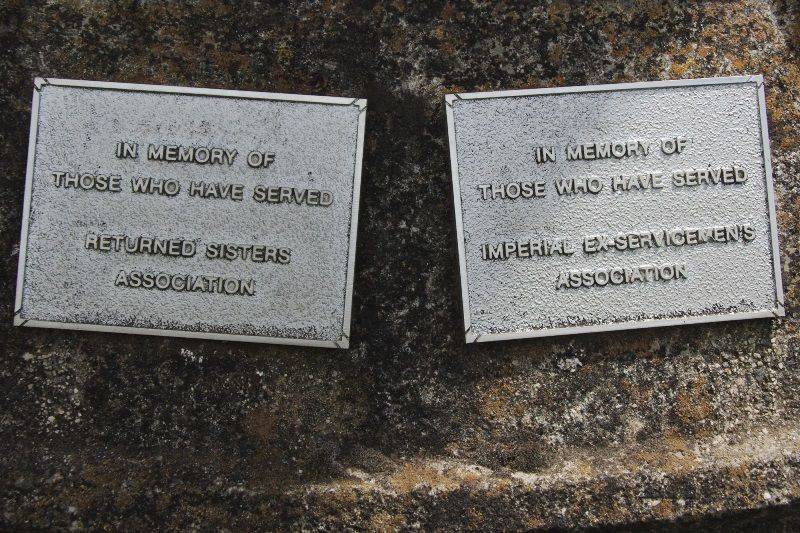 IN MEMORY OF
THOSE WHO HAVE SERVED
RETURNED SISTERS
ASSOCIATION
IN MEMORY OF
THOSE WHO HAVE SERVED
IMPERIAL EX-SERVICEMEN'S
ASSOCIATION